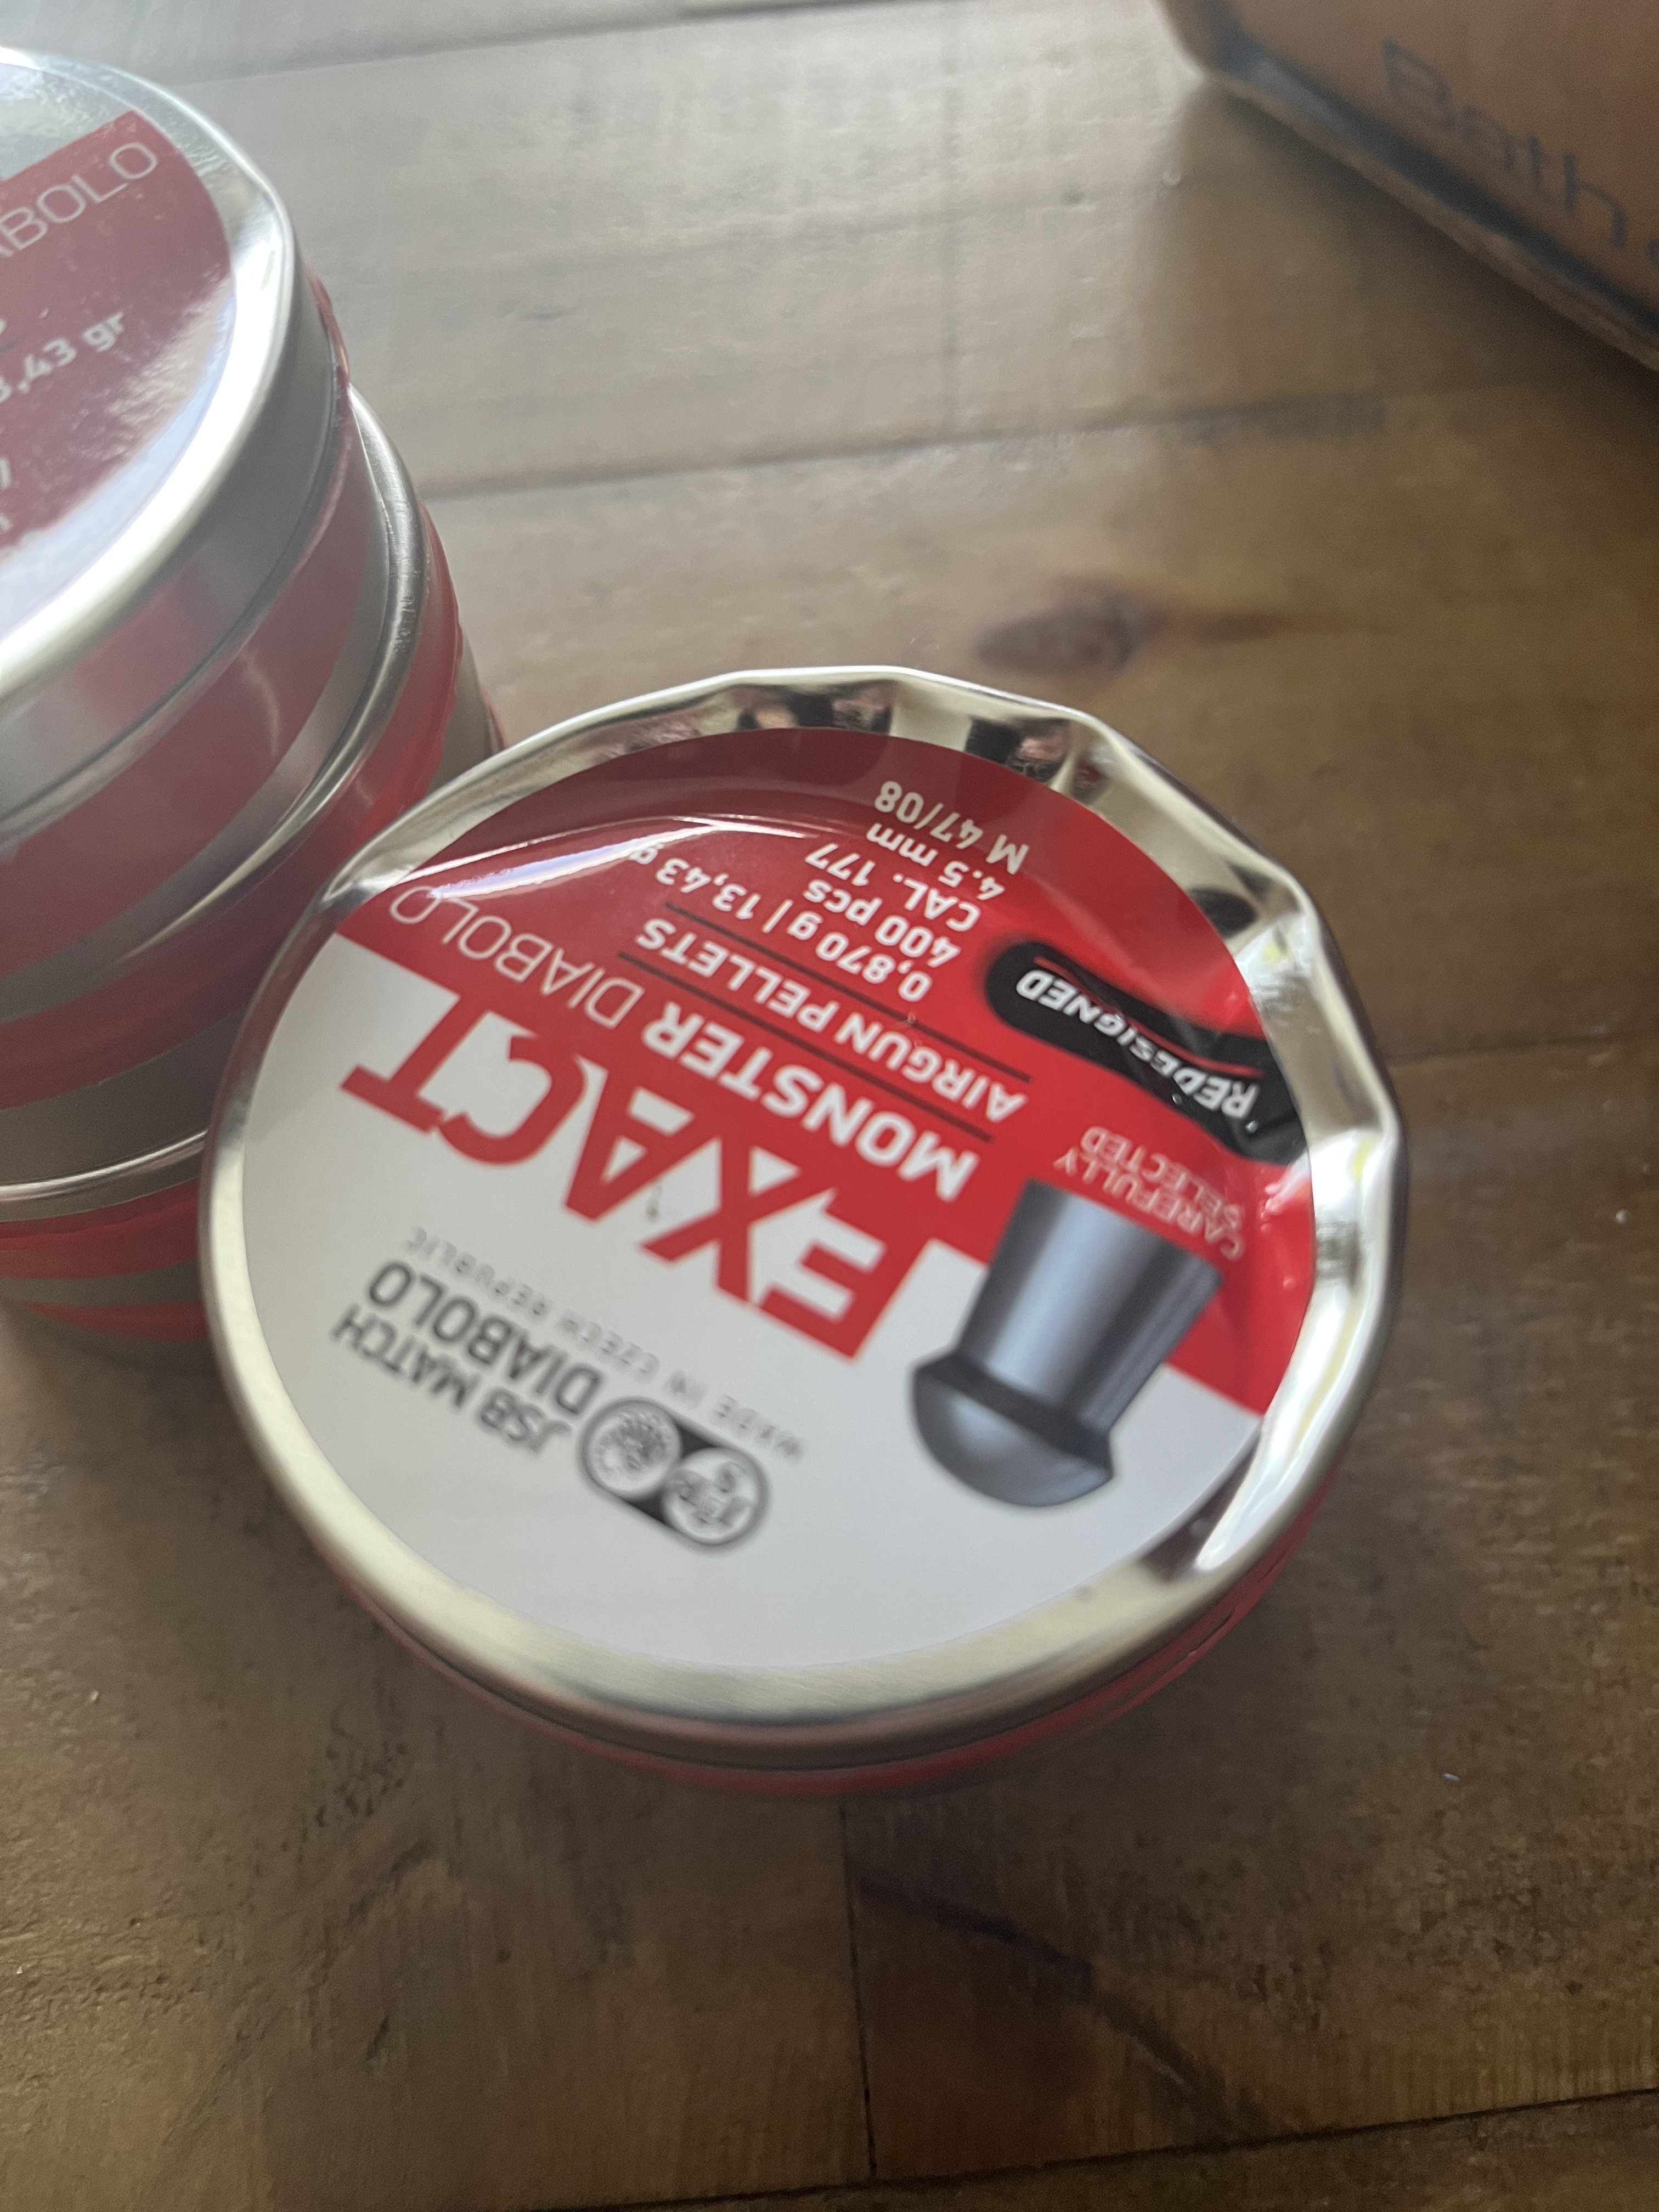 JSB MATCH
DIABOLO
MADE IN CZECH REPUBLIC
EXACT
MONSTER DIABOLO
AIRGUN PELLETS
0,870 g | 13,43 g
400 pcs
CAL. 177
4.5 mm
M 47/08
CAREFULLY
SELECTED
REDESIGNED
ABOLO
3,43 gr
Bath